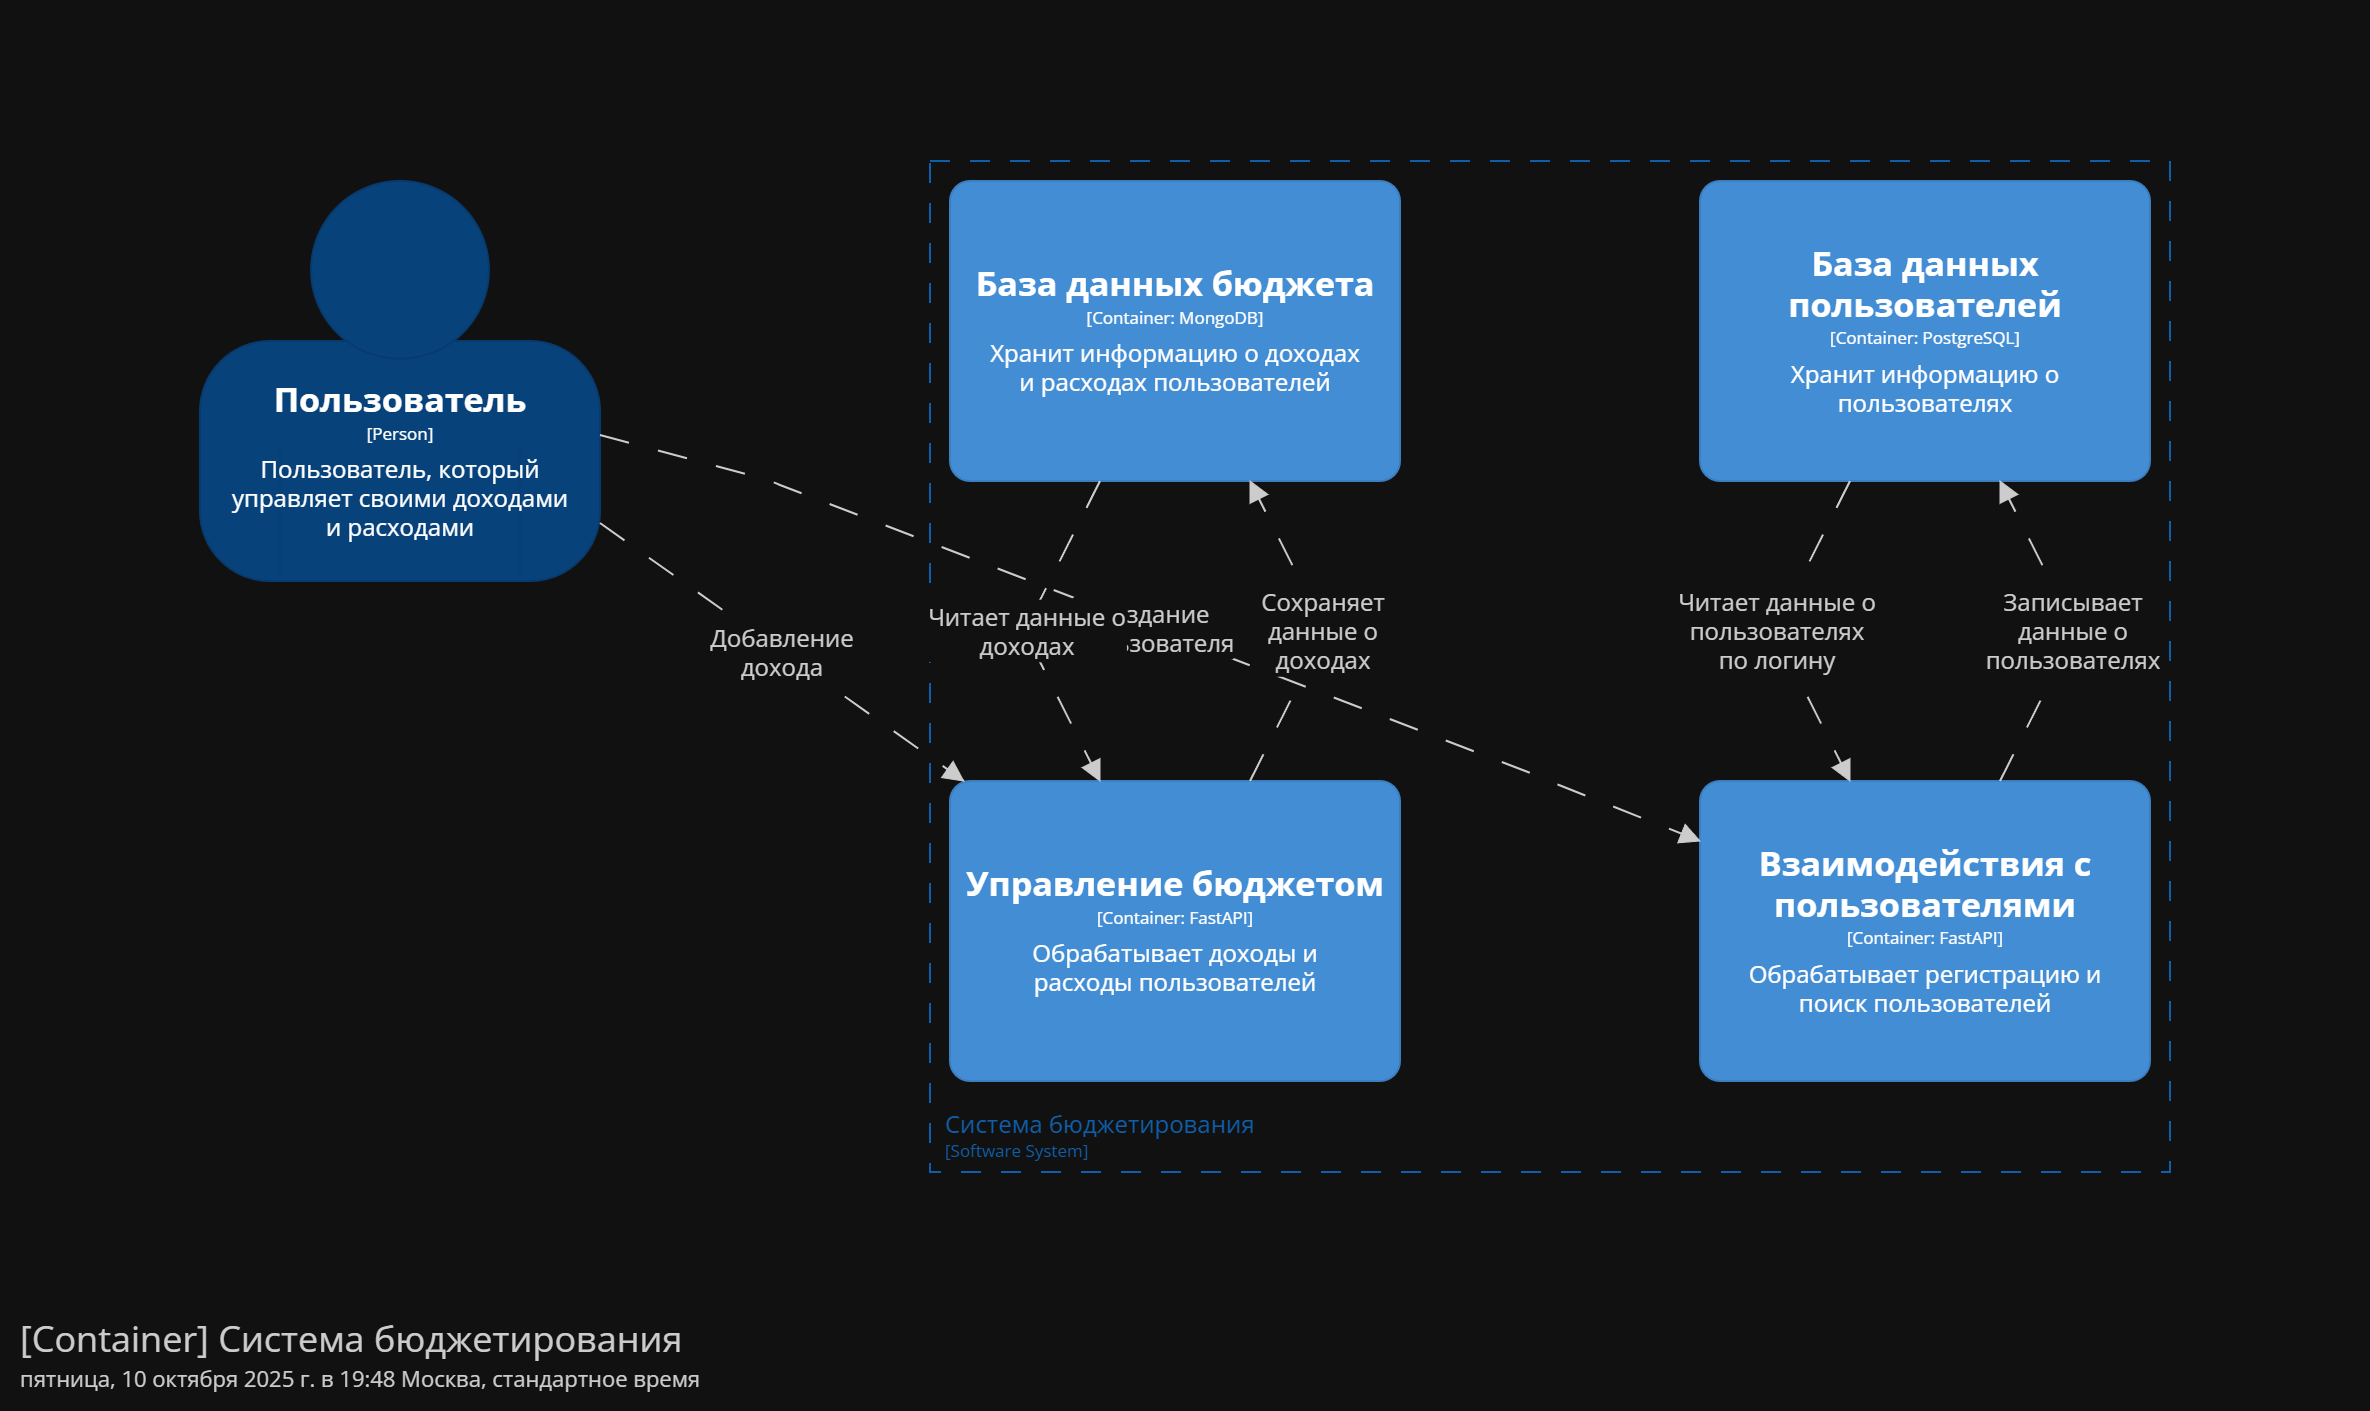 Пользователь
[Person]
Пользователь, который
управляет своими доходами
и расходами
База данных бюджета
[Container: MongoDB]
Хранит информацию о доходах
и расходах пользователей
База данных
пользователей
[Container: PostgreSQL]
Хранит информацию о
пользователях
Добавление
дохода
Читает данные о
доходах
Сохраняет
данные о
доходах
Читает данные о
пользователях
по логину
Записывает
данные о
пользователях
Управление бюджетом
[Container: FastAPI]
Обрабатывает доходы и
расходы пользователей
Взаимодействия с
пользователями
[Container: FastAPI]
Обрабатывает регистрацию и
поиск пользователей
Система бюджетирования
[Software System]
[Container] Система бюджетирования
пятница, 10 октября 2025 г. в 19:48 Москва, стандартное время